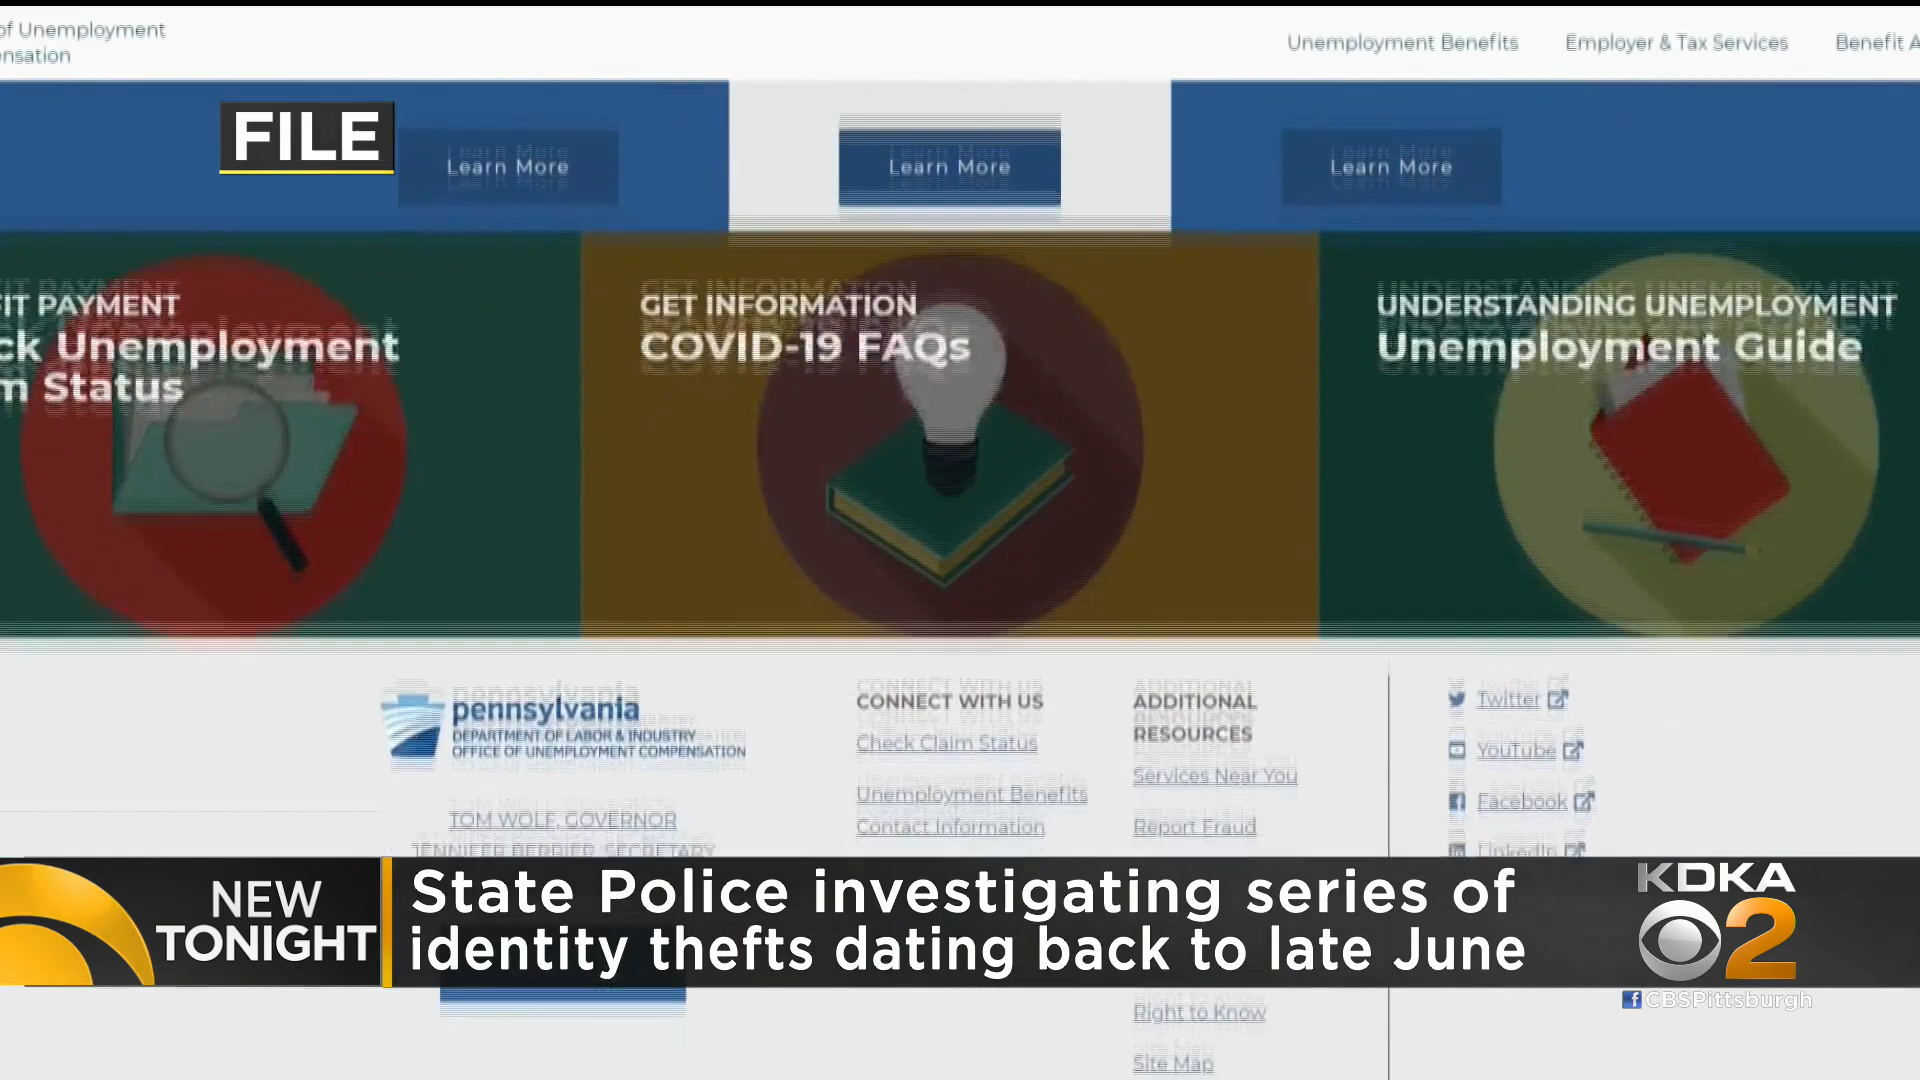 of Unemployment
nsation
Unemployment Benefits
Employer & Tax Services
Benefit A
FILE
Learn More
Learn More
Learn More
IT PAYMENT
ck Unemployment
m Status
GET INFORMATION
COVID-19 FAQs
UNDERSTANDING UNEMPLOYMENT
Unemployment Guide
pennsylvania
DEPARTMENT OF LABOR & INDUSTRY
OFFICE OF UNEMPLOYMENT COMPENSATION
TOM WOLF, GOVERNOR
JENNIFER BERRIER, SECRETARY
CONNECT WITH US
Check Claim Status
Unemployment Benefits
Contact Information
ADDITIONAL
RESOURCES
Services Near You
Report Fraud
Twitter
YouTube
Facebook
LinkedIn
NEW
TONIGHT
State Police investigating series of
identity thefts dating back to late June
KDKA
2
CBSPittsburgh
Right to Know
Site Map